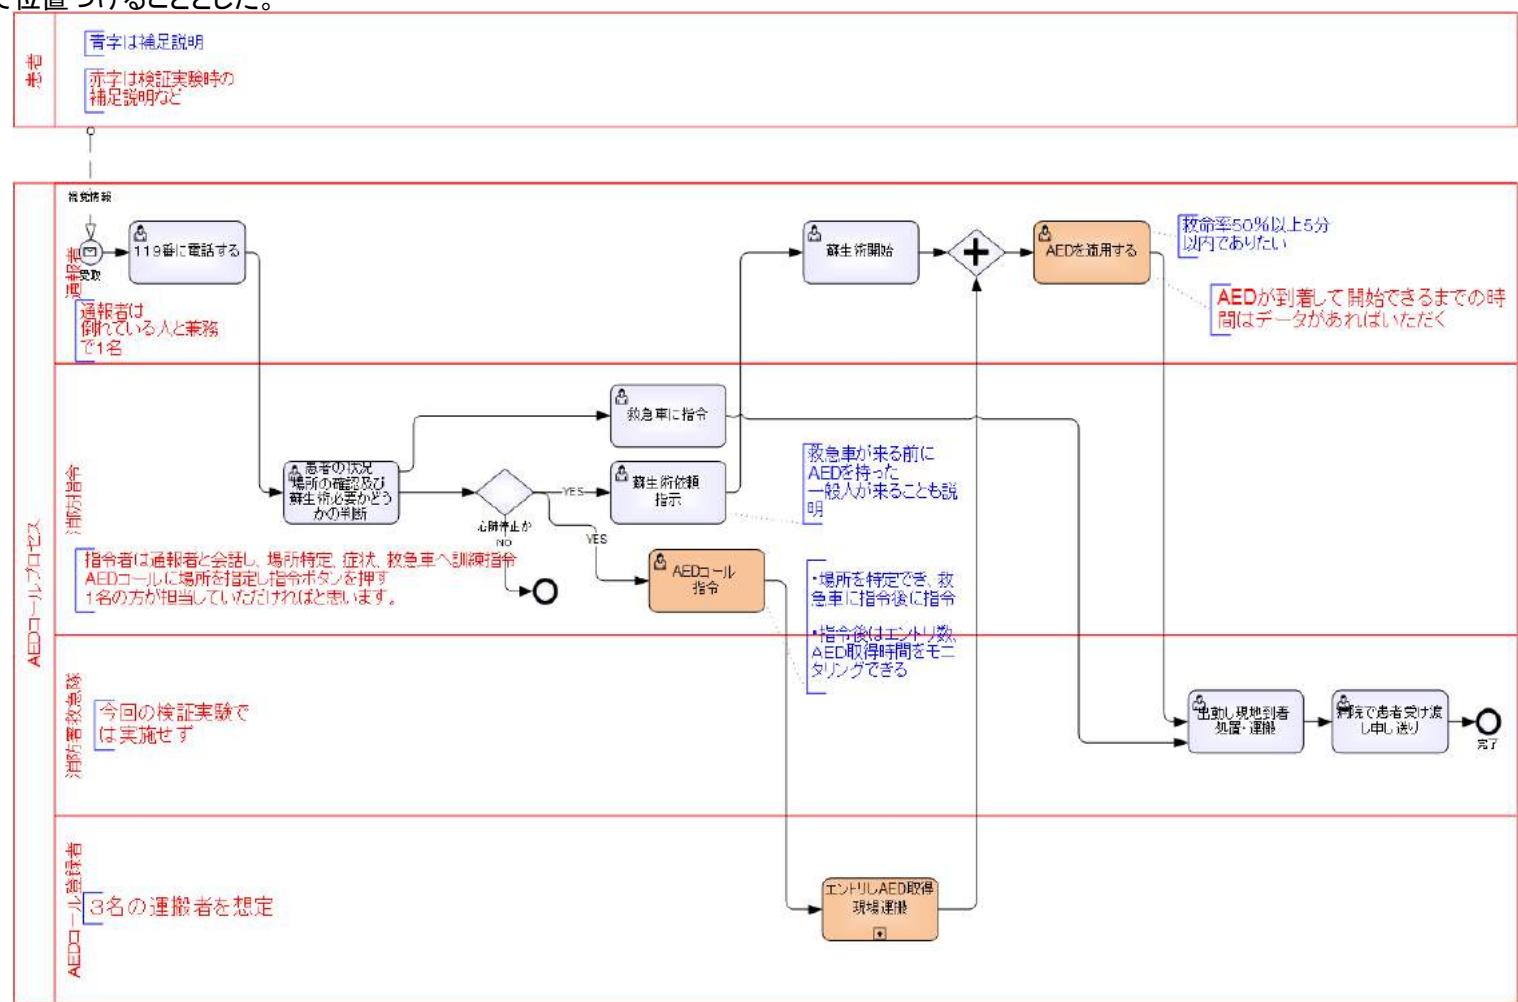 て位置づけることとした。
患者
青字は補足説明
赤字は検証実験時の
補足説明など
視覚情報
AEDコールプロセス
通報者
受取
119番に電話する
通報者は
倒れている人と兼務
で1名
蘇生術開始
AEDを適用する
救命率50%以上5分
以内でありたい
AEDが到着して開始できるまでの時
間はデータがあればいただく
消防指令
患者の状況
場所の確認及び
蘇生術必要かどう
かの判断
心肺停止か
NO
YES
YES
救急車に指令
蘇生術依頼
指示
救急車が来る前に
AEDを持った
一般人が来ることも説
明
指令者は通報者と会話し、場所特定、症状、救急車へ訓練指令
AEDコールに場所を指定し指令ボタンを押す
1名の方が担当していただければと思います。
AEDコール
指令
・場所を特定でき、救
急車に指令後に指令
・指令後はエントリ数、
AED取得時間をモニ
タリングできる
消防署救急隊
今回の検証実験で
は実施せず
出動し現地到着
処置・運搬
病院で患者受け渡
し申し送り
完了
AEDコール登録者
3名の運搬者を想定
エントリしAED取得
現場運搬